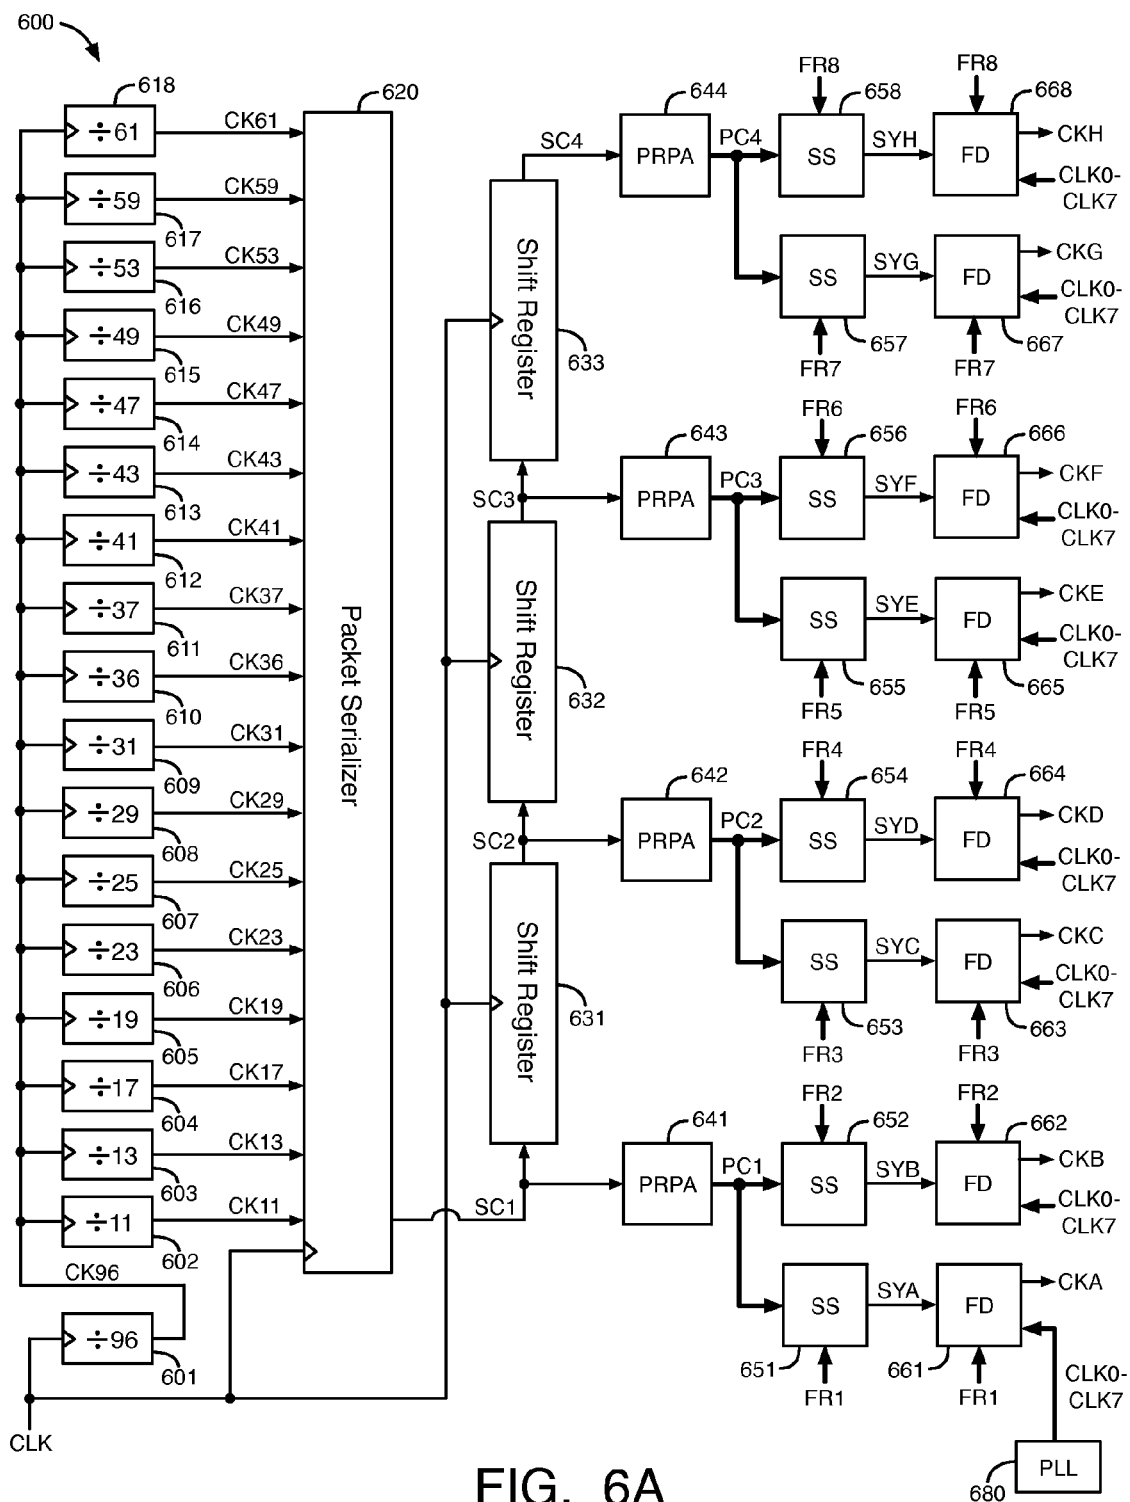 600
618
÷61
CK61
÷59
CK59
617
÷53
CK53
616
÷49
CK49
615
÷47
CK47
614
÷43
CK43
613
÷41
CK41
612
÷37
CK37
611
÷36
CK36
610
÷31
CK31
609
÷29
CK29
608
÷25
CK25
607
÷23
CK23
606
÷19
CK19
605
÷17
CK17
604
÷13
CK13
603
÷11
CK11
602
CK96
÷96
601
CLK
620
Packet Serializer
SC4
Shift Register
633
SC3
Shift Register
632
SC2
Shift Register
631
SC1
644
PRPA
PC4
FR8
658
SS
SYH
FR8
668
FD
CKH
CLK0-
CLK7
SS
SYG
657
FR7
FD
CKG
CLK0-
CLK7
667
FR7
643
PRPA
PC3
FR6
656
SS
SYF
FR6
666
FD
CKF
CLK0-
CLK7
SS
SYE
655
FR5
FD
CKE
CLK0-
CLK7
665
FR5
642
PRPA
PC2
FR4
654
SS
SYD
FR4
664
FD
CKD
CLK0-
CLK7
SS
SYC
653
FR3
FD
CKC
CLK0-
CLK7
663
FR3
641
PRPA
PC1
FR2
652
SS
SYB
FR2
662
FD
CKB
CLK0-
CLK7
SS
SYA
651
FR1
FD
CKA
661
FR1
CLK0-
CLK7
PLL
680
FIG. 6A